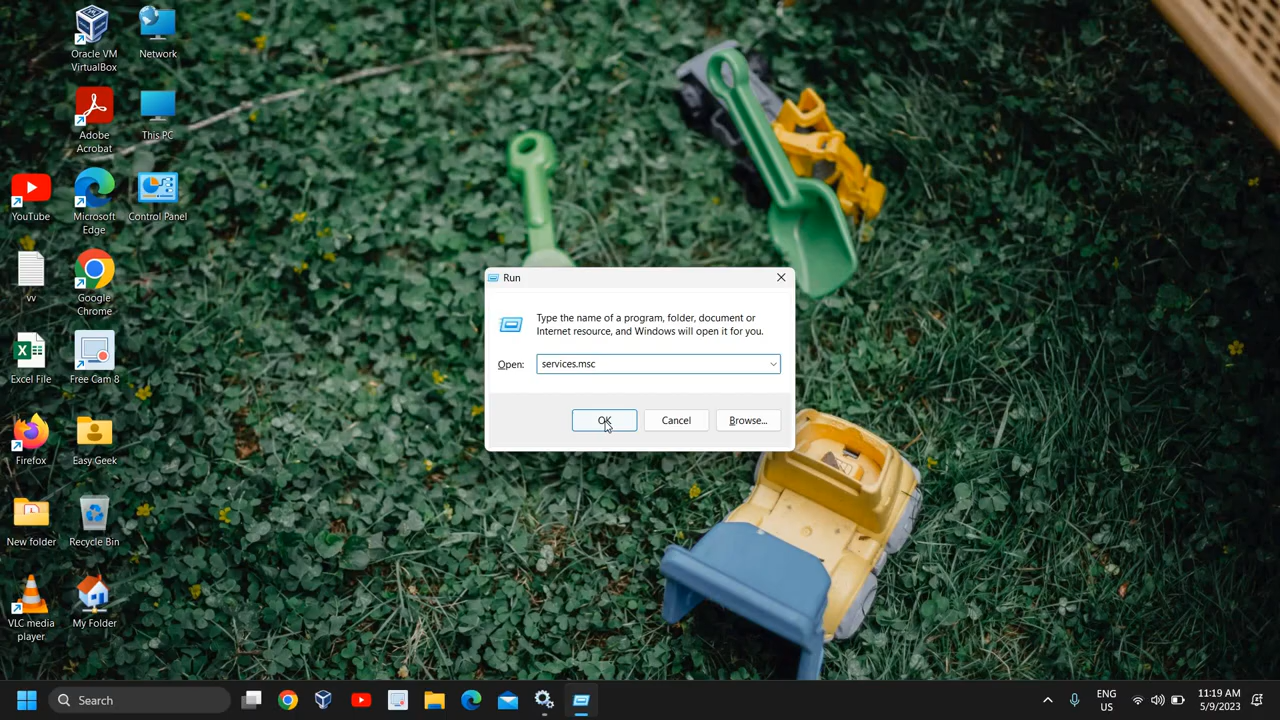 Oracle VM
VirtualBox
Network
Adobe
Acrobat
This PC
YouTube
Microsoft
Edge
Control Panel
vv
Google
Chrome
Excel File
Free Cam 8
Firefox
Easy Geek
New folder
Recycle Bin
VLC media
player
My Folder
Run
Type the name of a program, folder, document or
Internet resource, and Windows will open it for you.
Open:
services.msc
OK
Cancel
Browse...
Search
ENG
US
11:19 AM
5/9/2023